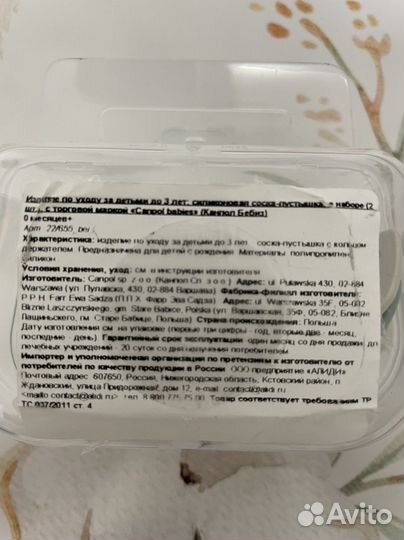 Изделие по уходу за детьми до 3 лет: силиконовая соска-пустышка, в наборе (2
шт.), с торговой маркой «Canpol babies» (Канпол Бебиз)
0 месяцев+
Арт. 22/655_bei
Характеристика: изделие по уходу за детьми до 3 лет - соска-пустышка с кольцом
держателем. Предназначена для детей с рождения. Материалы: полипропилен,
силикон
Условия хранения, уход: см. в инструкции изготовителя
Изготовитель: Canpol sp. z o.o. (Канпол Сп. з о.о.) Адрес: ul. Pulawska 430, 02-884
Warszawa (ул. Пулавска, 430, 02-884 Варшава). Фабрика-филиал изготовителя:
P.P.H. Farr Ewa Sadza (П.П.Х. Фарр Эва Садза). Адрес: ul. Warszawska 35F, 05-082
Blizne Laszczynskiego, gm. Stare Babice, Polska (ул. Варшавская, 35Ф, 05-082, Близне
Лащиньскего, гм. Старе Бабице, Польша). Страна происхождения: Польша
Дату изготовления см. на упаковке (первые три цифры - год, вторые две - месяц,
последние - день). Гарантийный срок эксплуатации: один месяц со дня продажи, до
лечебных учреждений - 20 суток со дня получения потребителем
Импортер и уполномоченная организация по претензиям к изготовителю от
потребителей по качеству продукции в России: ООО предприятие «АЛИДИ»
Почтовый адрес: 607650, Россия, Нижегородская область, Кстовский район, п.
Ждановский, улица Придорожная, дом 12, e-mail: contact@alidi.ru
<mailto:contact@alidi.ru>, тел. 8 800 775 75 00. Товар соответствует требованиям ТР
ТС 007/2011 ст. 4
Avito